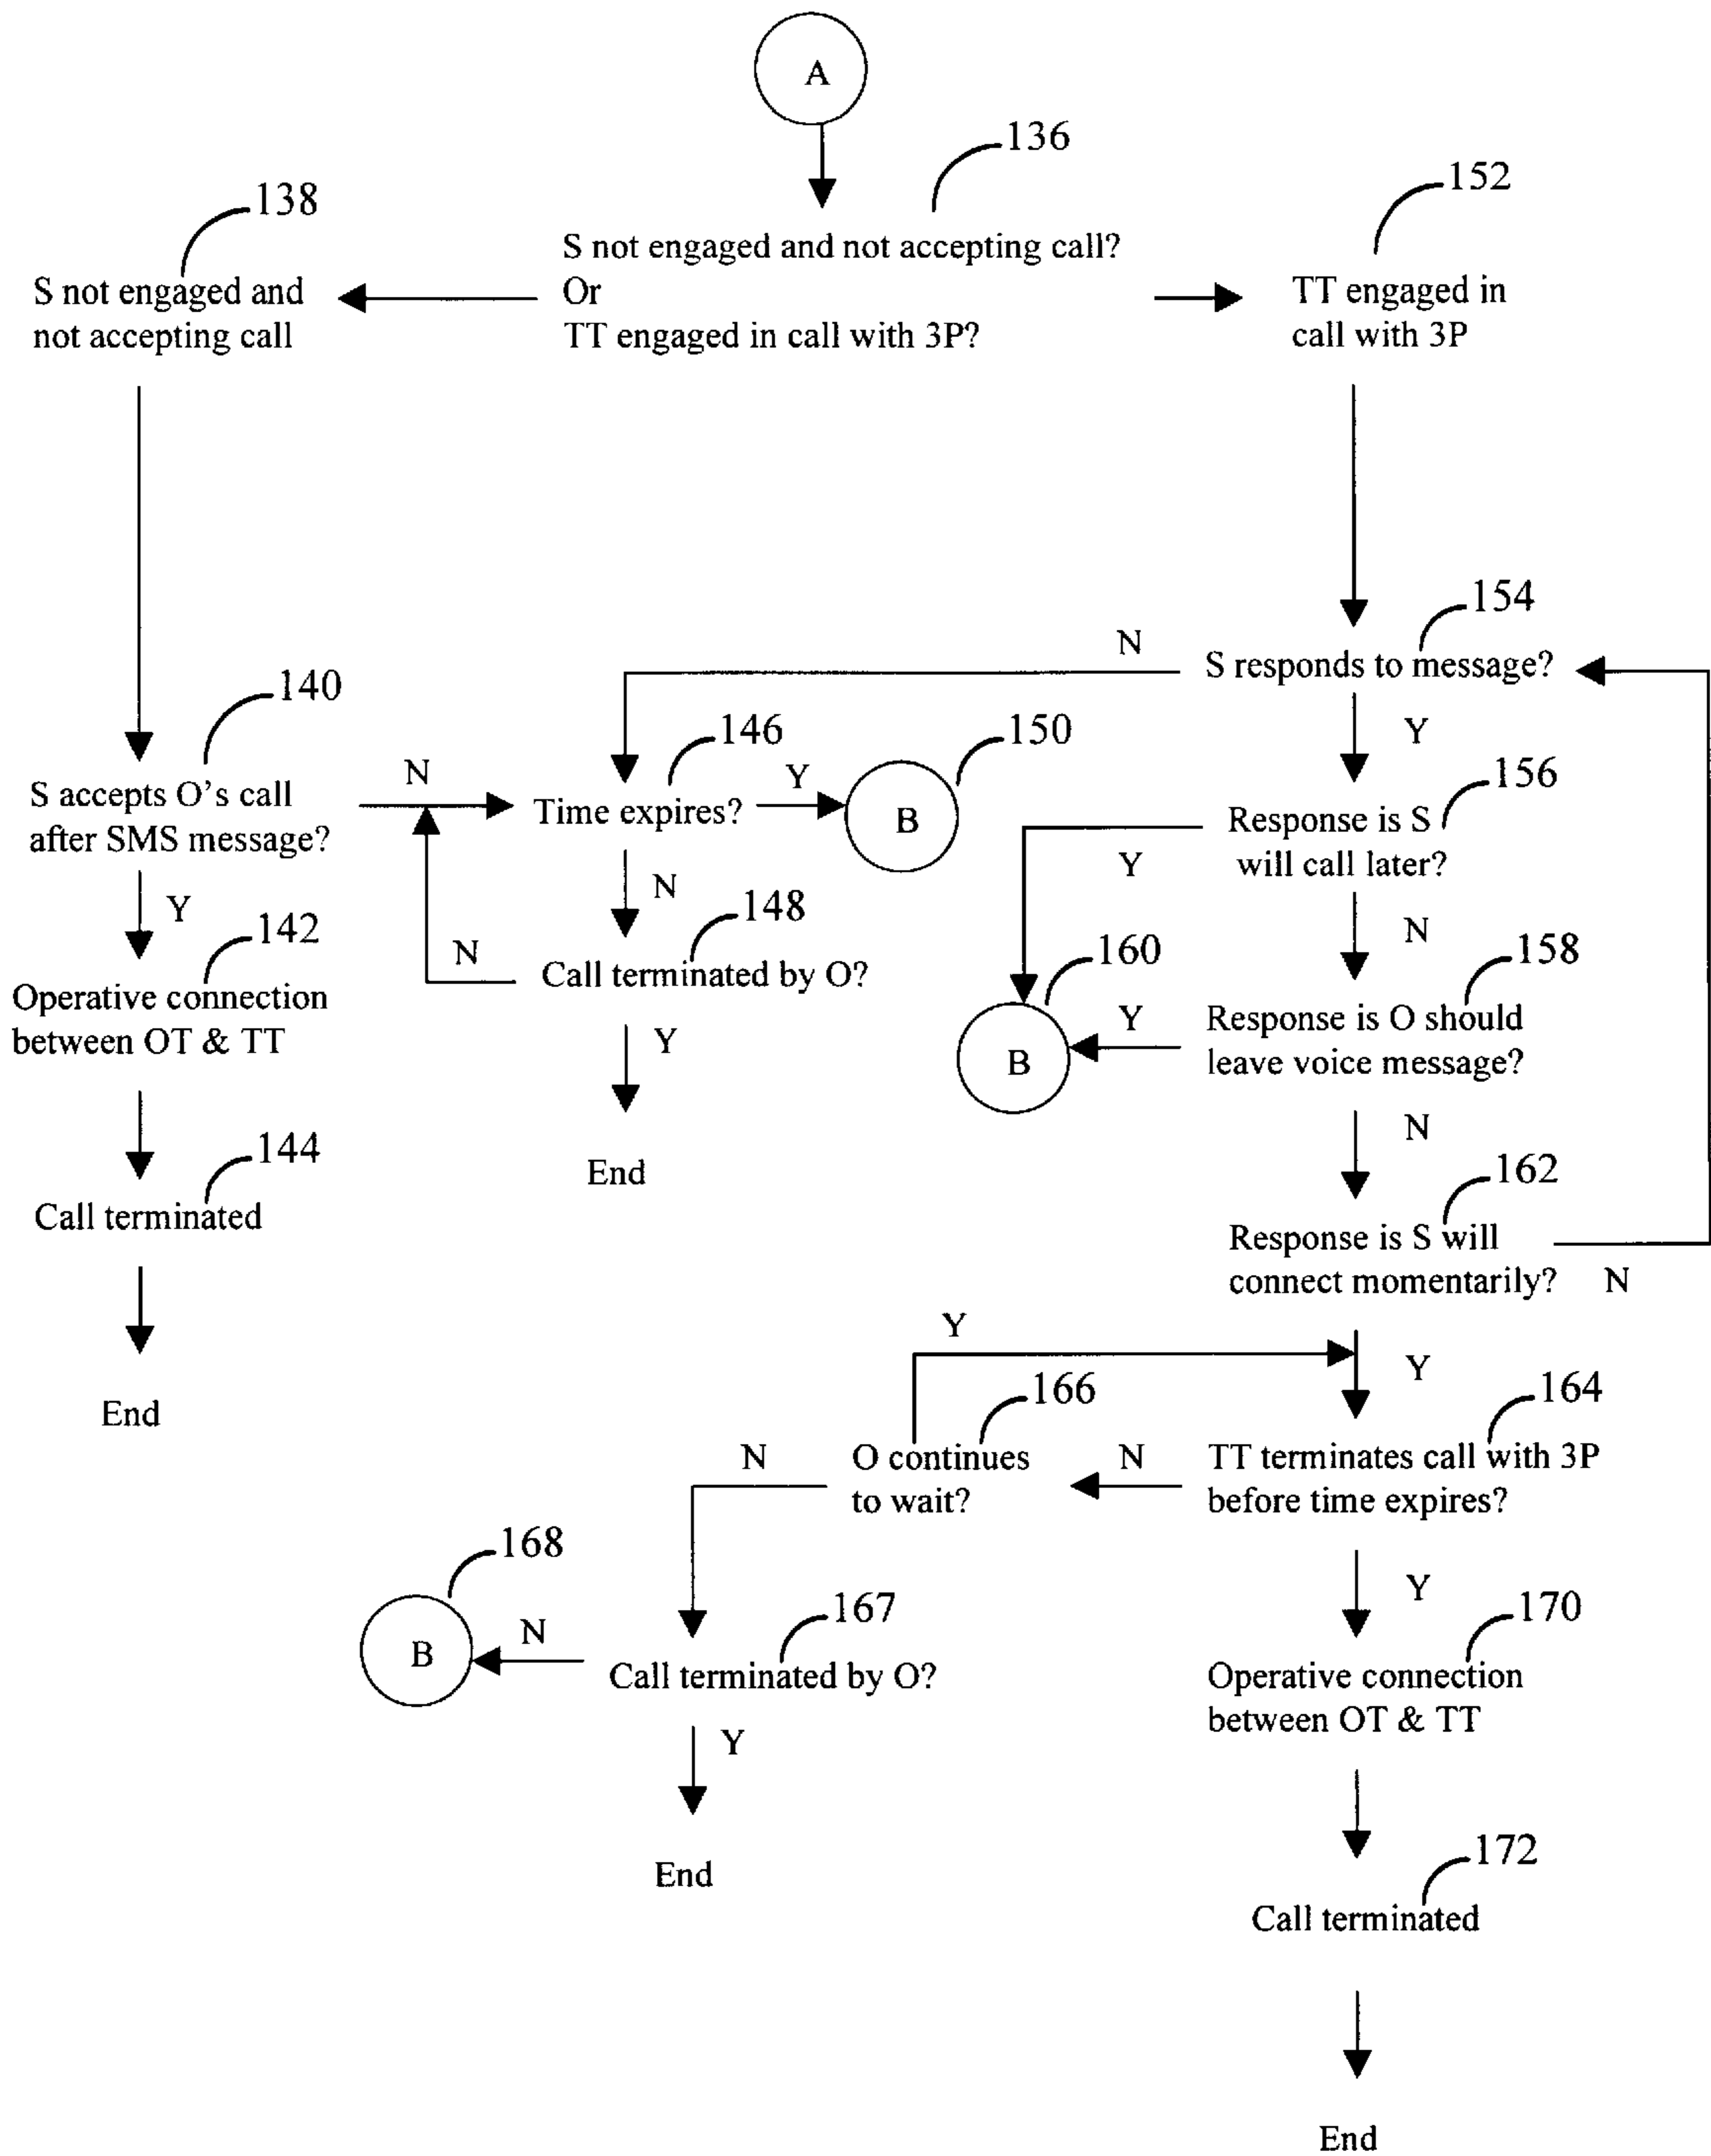 A
136
138
152
S not engaged and not accepting call?
Or
TT engaged in call with 3P?
S not engaged and
not accepting call
TT engaged in
call with 3P
154
N
S responds to message?
140
146
150
Y
156
N
Y
S accepts O's call
after SMS message?
Time expires?
B
Response is S
will call later?
Y
Y
N
148
N
142
N
160
158
Call terminated by O?
Operative connection
between OT & TT
Y
B
Y
Response is O should
leave voice message?
N
144
End
162
Call terminated
Response is S will
connect momentarily?
N
Y
Y
166
164
End
N
O continues
to wait?
N
TT terminates call with 3P
before time expires?
168
Y
167
170
B
N
Call terminated by O?
Operative connection
between OT & TT
Y
172
End
Call terminated
End